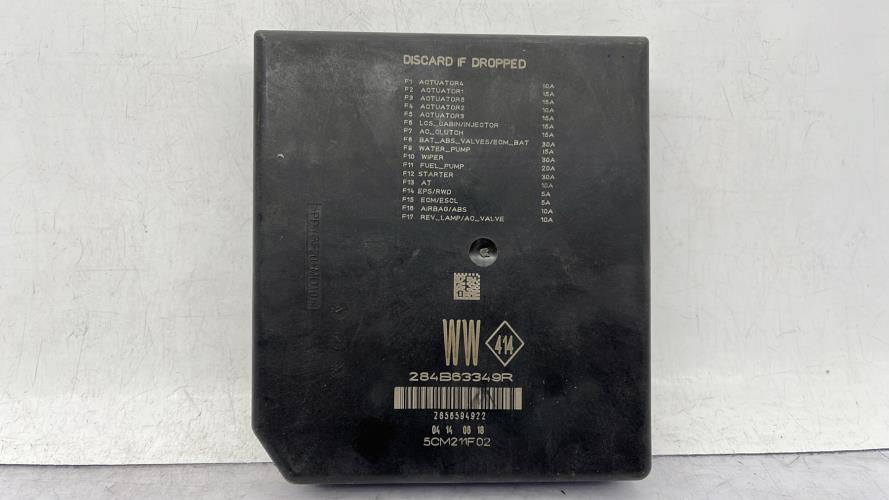 DISCARD IF DROPPED
F1 ACTUATOR4 10A
F2 ACTUATOR1 15A
F3 ACTUATOR5 15A
F4 ACTUATOR2 10A
F5 ACTUATOR3 15A
F6 LCS_CABIN/INJECTOR 15A
F7 AC_CLUTCH 15A
F8 BAT_ABS_VALVES/ECM_BAT 30A
F9 WATER_PUMP 15A
F10 WIPER 30A
F11 FUEL_PUMP 20A
F12 STARTER 30A
F13 AT 10A
F14 EPS/RWD 5A
F15 ECM/ESCL 5A
F16 AIRBAG/ABS 10A
F17 REV_LAMP/AC_VALVE 10A
WW 414
284B63349R
2856594922
04 14 06 18
5CM211F02